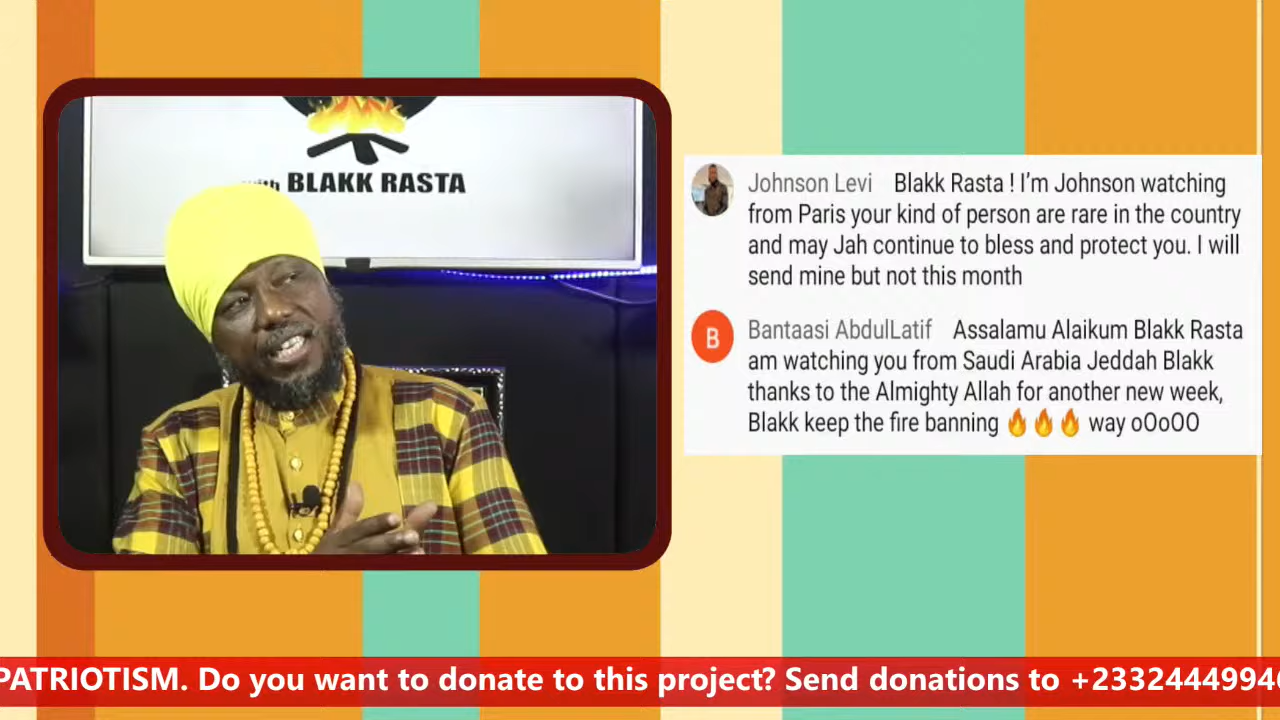 with BLAKK RASTA
Johnson Levi Blakk Rasta ! I’m Johnson watching
from Paris your kind of person are rare in the country
and may Jah continue to bless and protect you. I will
send mine but not this month
B
Bantaasi AbdulLatif Assalamu Alaikum Blakk Rasta
am watching you from Saudi Arabia Jeddah Blakk
thanks to the Almighty Allah for another new week,
Blakk keep the fire banning 🔥🔥🔥 way oOoOO
PATRIOTISM. Do you want to donate to this project? Send donations to